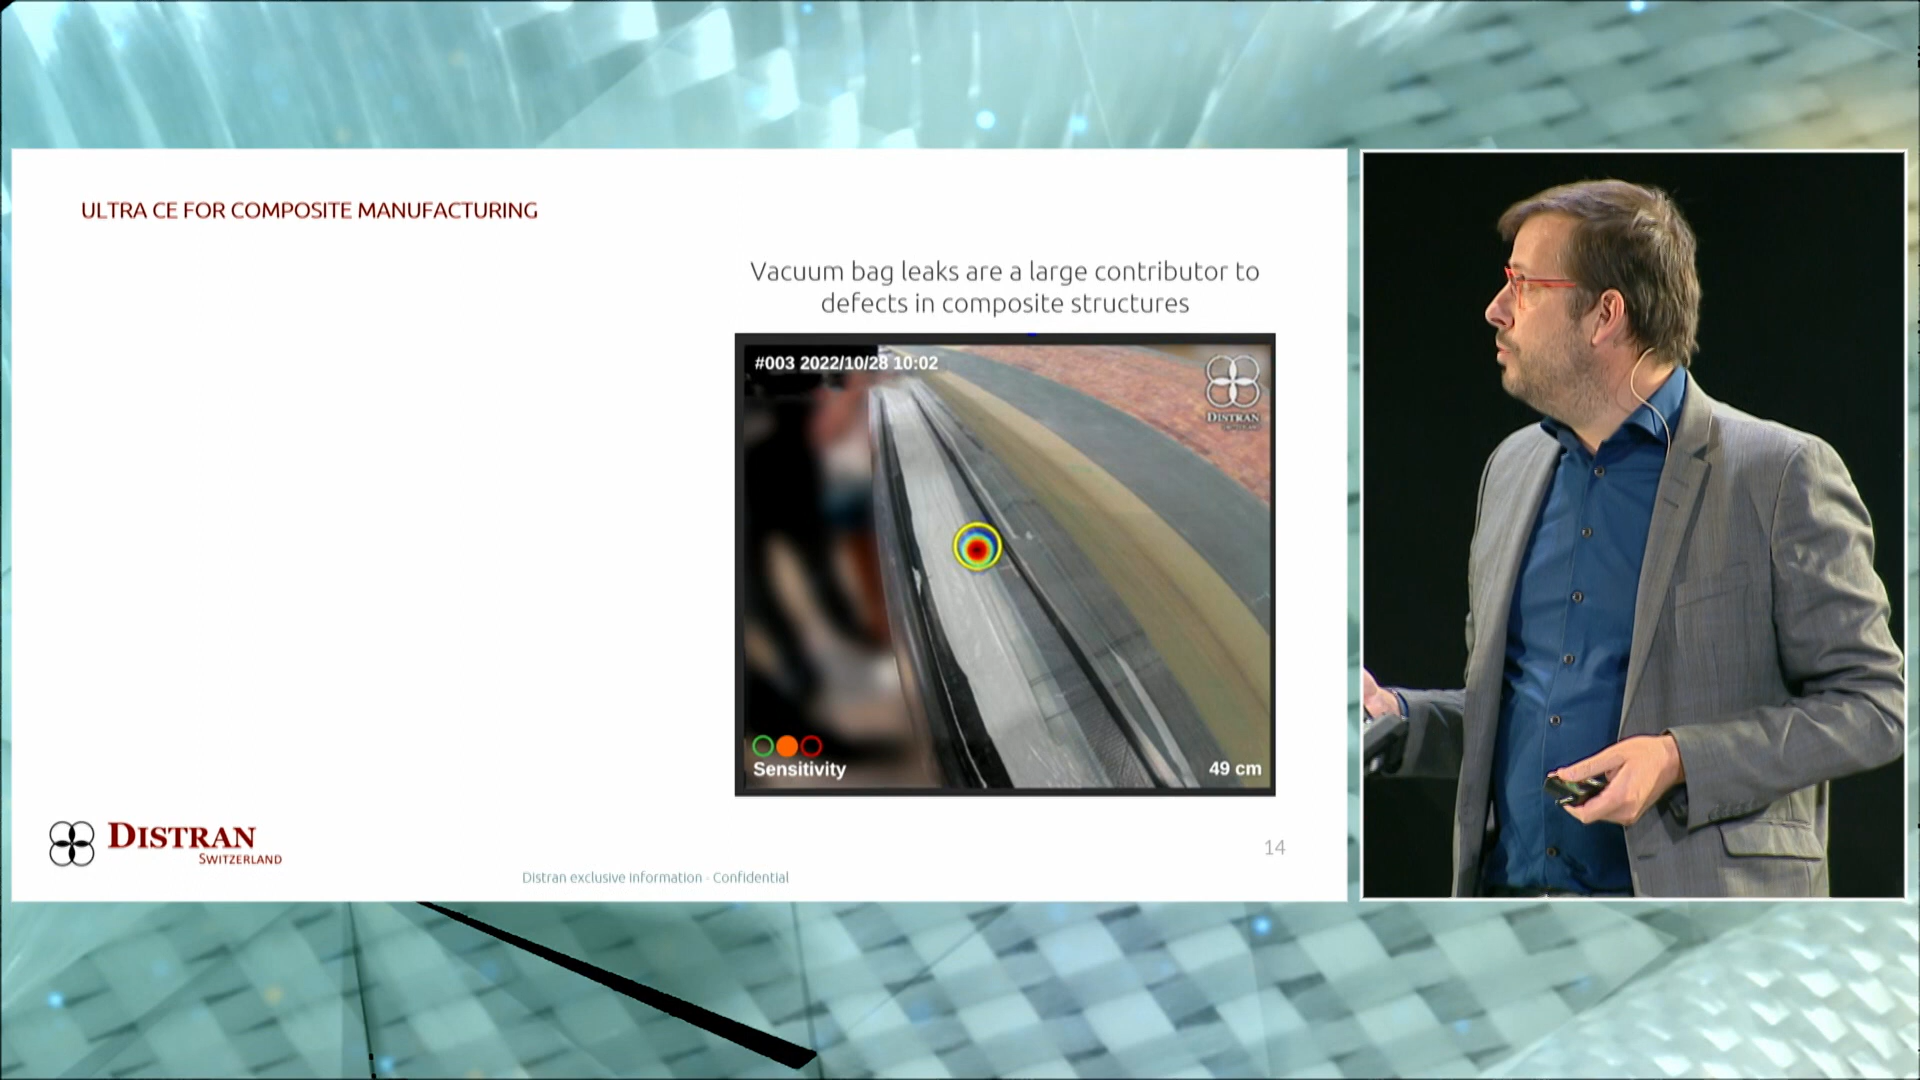 ULTRA CE FOR COMPOSITE MANUFACTURING
Vacuum bag leaks are a large contributor to
defects in composite structures
#003 2022/10/28 10:02
DISTRAN
Sensitivity
49 cm
DISTRAN
SWITZERLAND
14
Distran exclusive information - Confidential